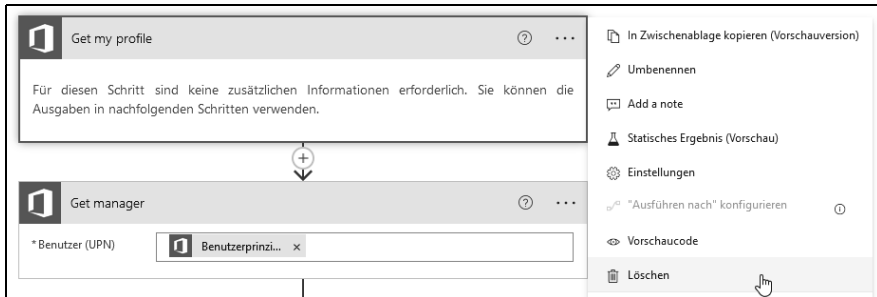 Get my profile
Für diesen Schritt sind keine zusätzlichen Informationen erforderlich. Sie können die
Ausgaben in nachfolgenden Schritten verwenden.
Get manager
* Benutzer (UPN)
Benutzerprinzi... ×
In Zwischenablage kopieren (Vorschauversion)
Umbenennen
Add a note
Statisches Ergebnis (Vorschau)
Einstellungen
"Ausführen nach" konfigurieren
Vorschaucode
Löschen